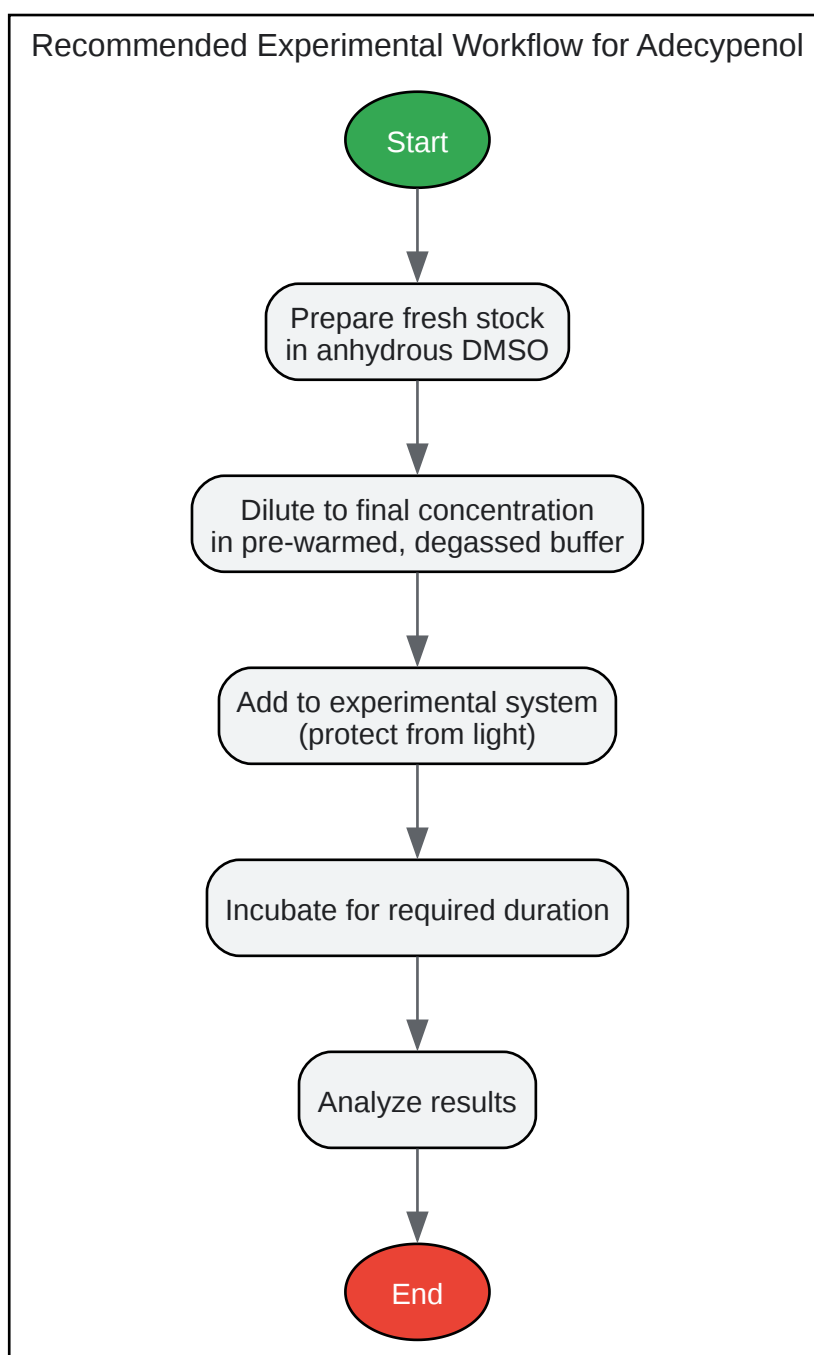 Recommended Experimental Workflow for Adecypenol
Start
Prepare fresh stock
in anhydrous DMSO
Dilute to final concentration
in pre-warmed, degassed buffer
Add to experimental system
(protect from light)
Incubate for required duration
Analyze results
End